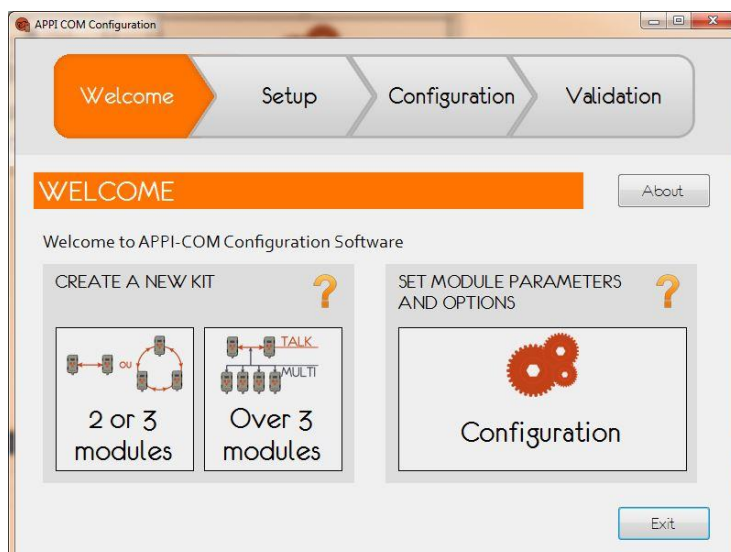 APPI COM Configuration
Welcome
Setup
Configuration
Validation
WELCOME
About
Welcome to APPI-COM Configuration Software
CREATE A NEW KIT
?
SET MODULE PARAMETERS
AND OPTIONS
?
OU
TALK
MULTI
2 or 3
modules
Over 3
modules
Configuration
Exit